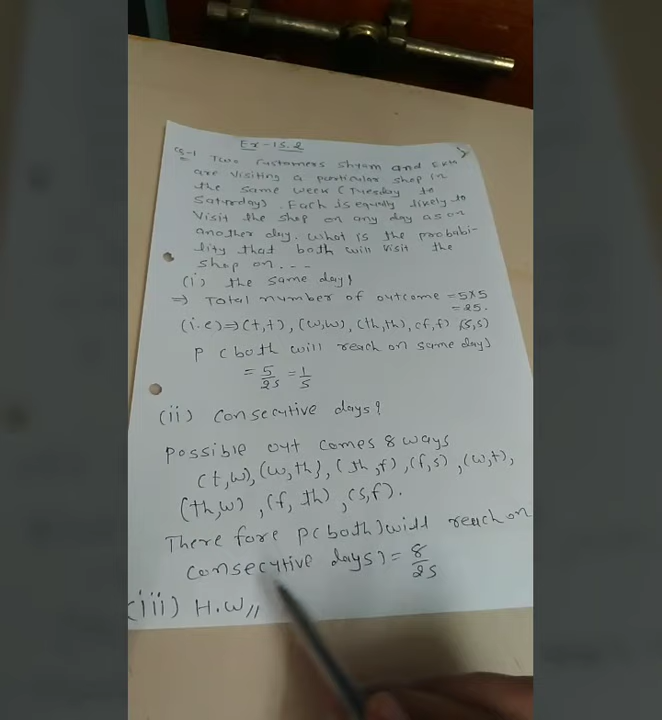 Ex-15.2
Q-1 Two customers shyam and Ekta
are visiting a particular shop in
the same week (Tuesday to
Saturday). Each is equally likely to
Visit the shop on any day as on
another day. What is the probabi-
lity that both will visit the
shop on....
(i) the same day?
⇒ Total number of outcome = 5×5
= 25.
(i.e) ⇒ (t,t), (w,w), (th,th), (f,f) (s,s)
P (both will reach on same day)
= 5/25 = 1/5
(ii) Consecutive days?
Possible out comes 8 ways
(t,w), (w,th), (th,f), (f,s), (w,t),
(th,w), (f,th), (s,f).
There fore P(both) will reach on
Consecutive days) = 8/25
(iii) H.W//